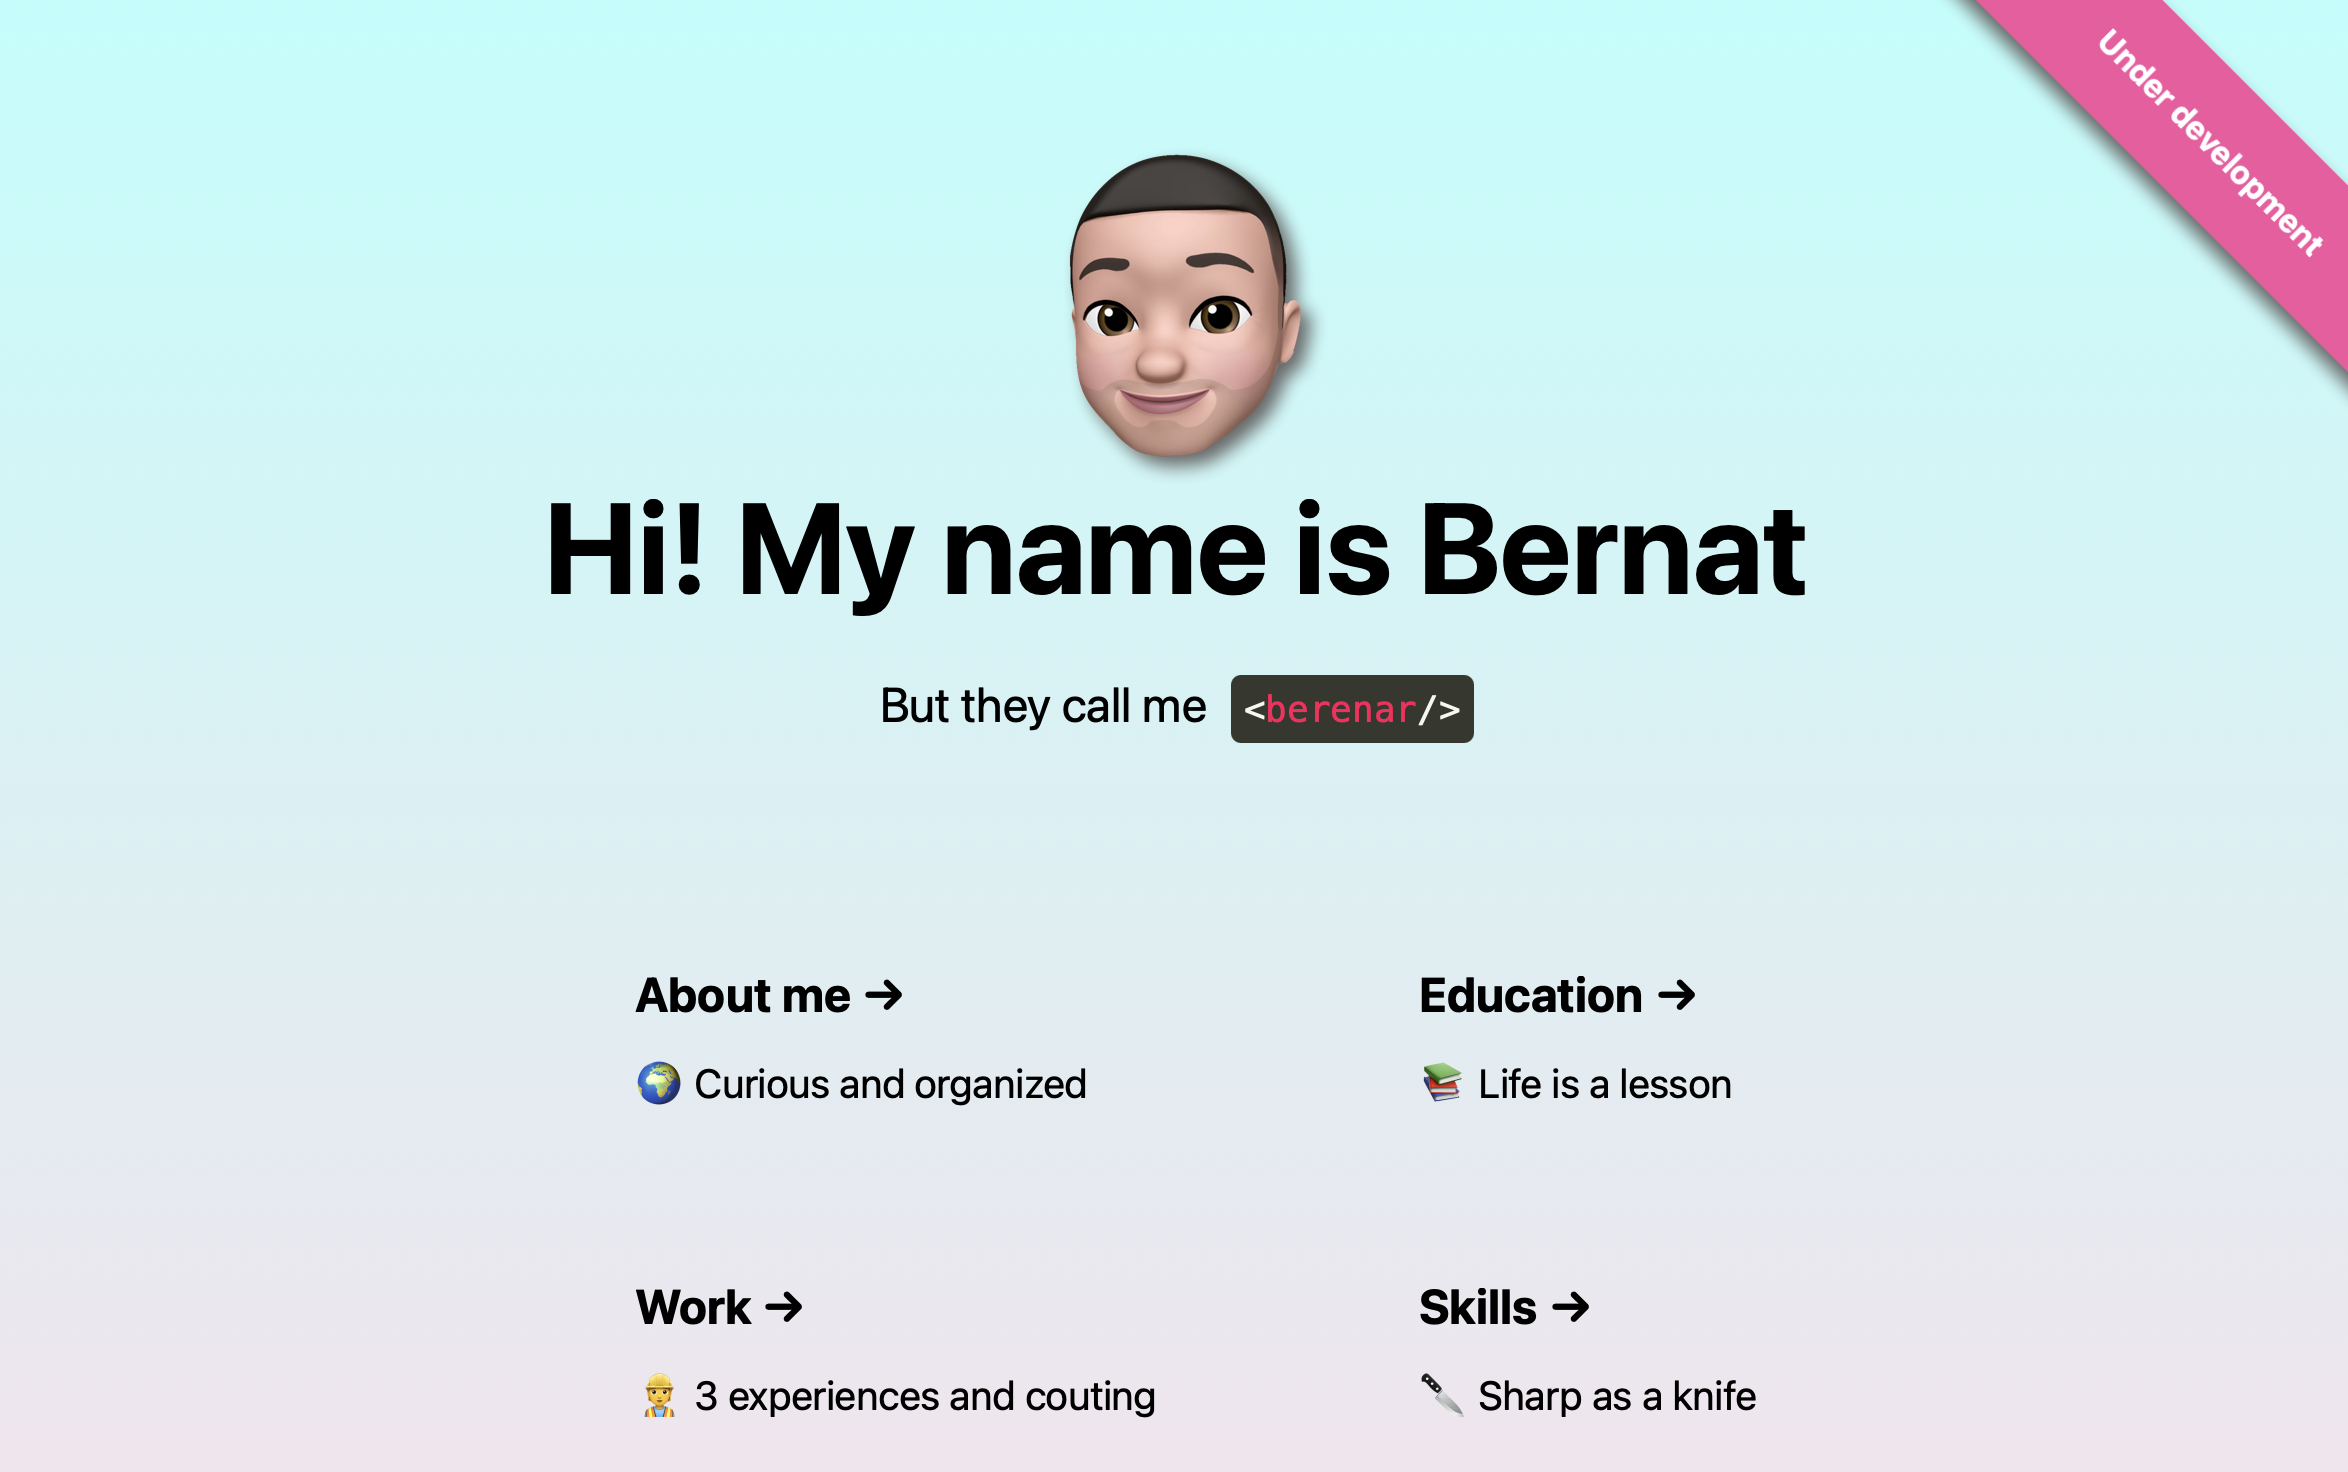 Under development
Hi! My name is Bernat
But they call me <berenar/>
About me →
🌍 Curious and organized
Education →
📚 Life is a lesson
Work →
👷 3 experiences and couting
Skills →
🔪 Sharp as a knife